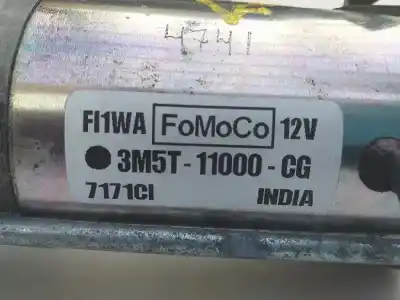 4741
FI1WA FoMoCo 12V
3M5T-11000-CG
7171CI INDIA